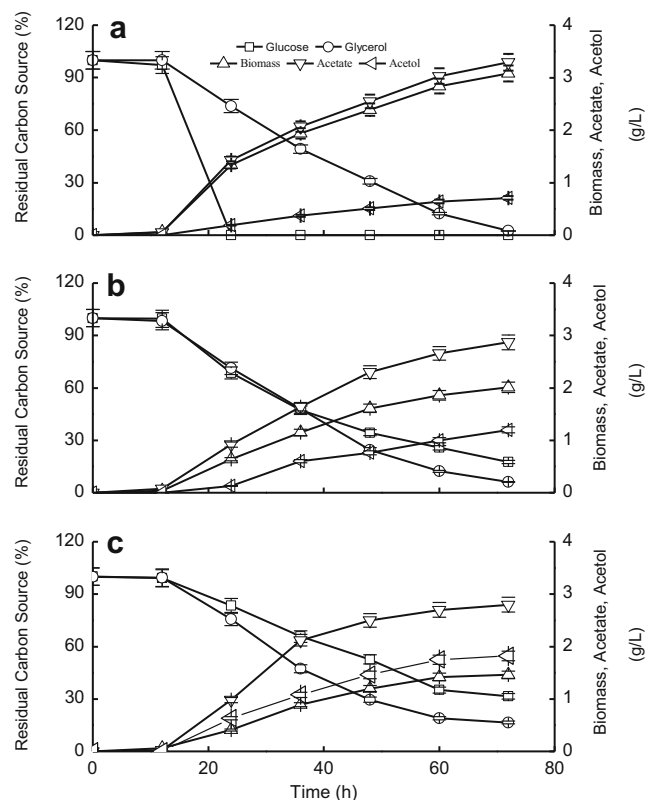 a
Glucose
Glycerol
Biomass
Acetate
Acetol
120
90
60
30
0
4
3
2
1
0
Residual Carbon Source (%)
Biomass, Acetate, Acetol
(g/L)
b
120
90
60
30
0
4
3
2
1
0
Residual Carbon Source (%)
Biomass, Acetate, Acetol
(g/L)
c
120
90
60
30
0
4
3
2
1
0
Residual Carbon Source (%)
Biomass, Acetate, Acetol
(g/L)
0
20
40
60
80
Time (h)